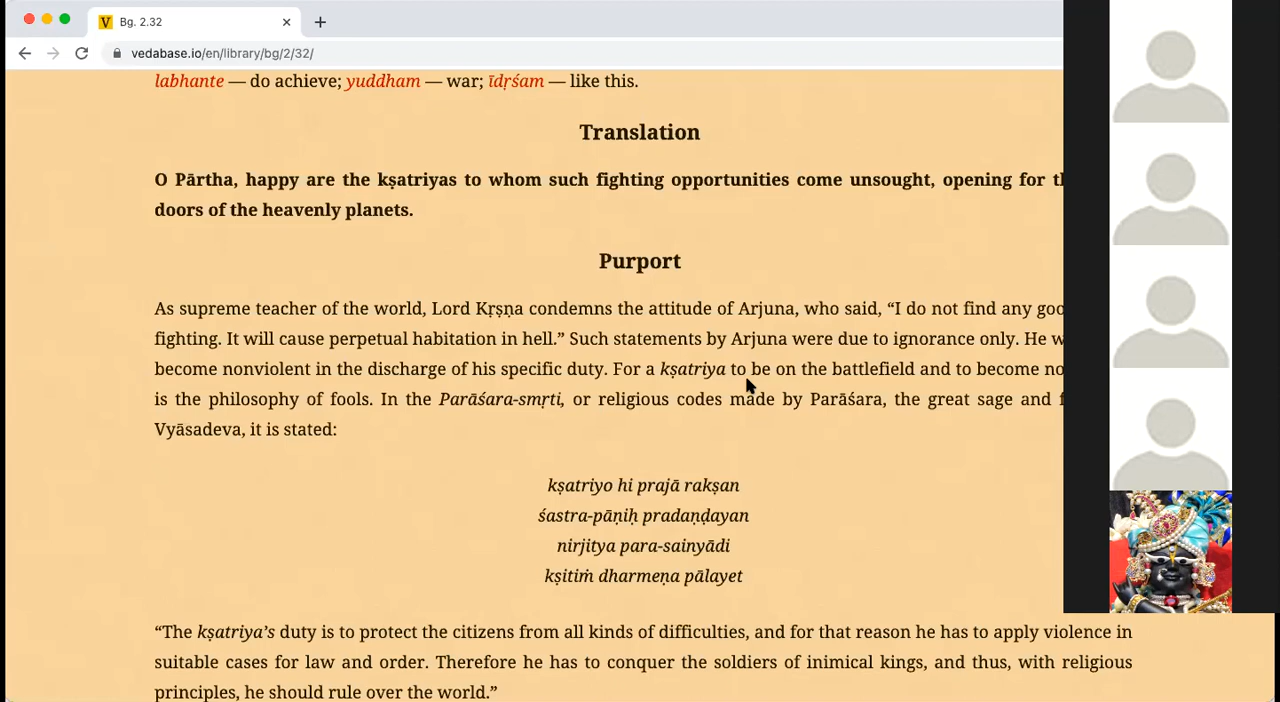 Bg. 2.32
vedabase.io/en/library/bg/2/32/
labhante — do achieve; yuddham — war; īdṛśam — like this.
Translation
O Pārtha, happy are the kṣatriyas to whom such fighting opportunities come unsought, opening for
doors of the heavenly planets.
Purport
As supreme teacher of the world, Lord Kṛṣṇa condemns the attitude of Arjuna, who said, “I do not find any
fighting. It will cause perpetual habitation in hell.” Such statements by Arjuna were due to ignorance only. He
become nonviolent in the discharge of his specific duty. For a kṣatriya to be on the battlefield and to become
is the philosophy of fools. In the Parāśara-smṛti, or religious codes made by Parāśara, the great sage and
Vyāsadeva, it is stated:
kṣatriyo hi prajā rakṣan
śastra-pāṇiḥ pradaṇḍayan
nirjitya para-sainyādi
kṣitiṁ dharmeṇa pālayet
“The kṣatriya’s duty is to protect the citizens from all kinds of difficulties, and for that reason he has to apply violence in
suitable cases for law and order. Therefore he has to conquer the soldiers of inimical kings, and thus, with religious
principles, he should rule over the world.”